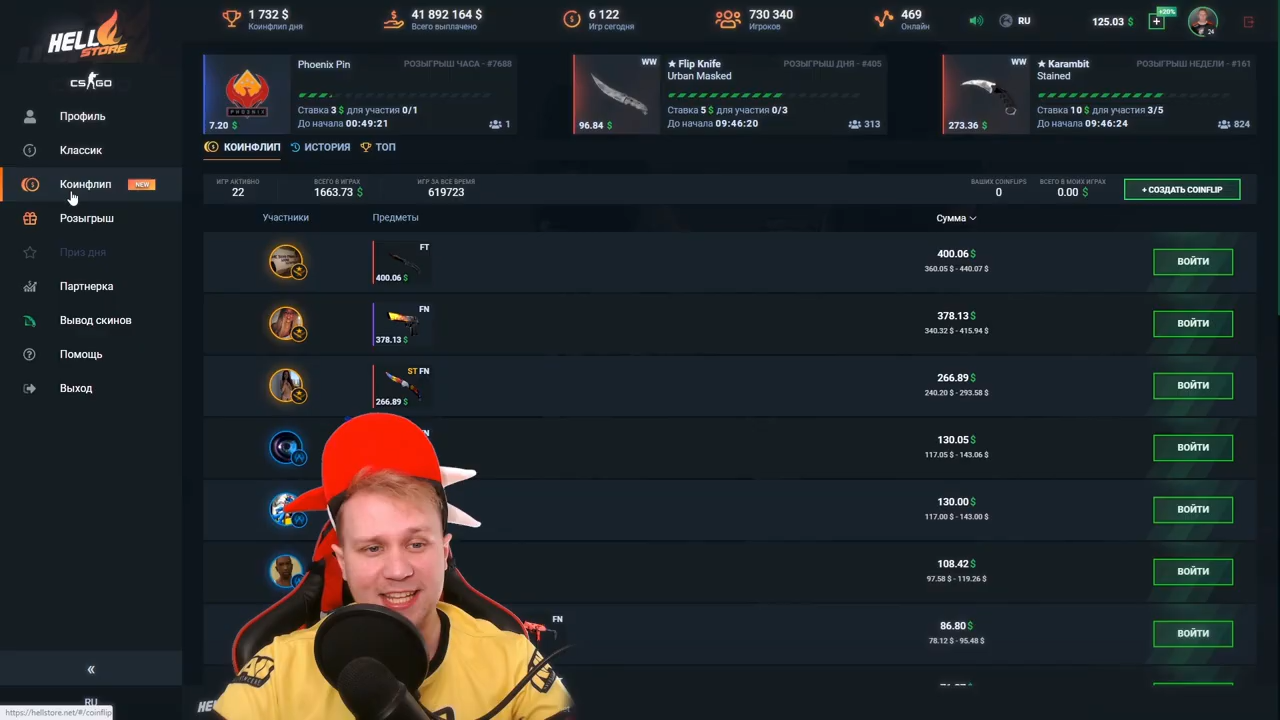 HELL
STORE
CS GO
Профиль
Классик
Коинфлип NEW
Розыгрыш
Приз дня
Партнерка
Вывод скинов
Помощь
Выход
«
RU
https://hellstore.net/#/coinflip
1 732 $
Коинфлип дня
41 892 164 $
Всего выплачено
6 122
Игр сегодня
730 340
Игроков
469
Онлайн
RU
125.03 $
+
+20%
24
Phoenix Pin
РОЗЫГРЫШ ЧАСА - #7688
PHOENIX
Ставка 3 $ для участия 0/1
7.20 $
До начала 00:49:21
1
WW
★ Flip Knife
Urban Masked
РОЗЫГРЫШ ДНЯ - #405
Ставка 5 $ для участия 0/3
96.84 $
До начала 09:46:20
313
WW
★ Karambit
Stained
РОЗЫГРЫШ НЕДЕЛИ - #161
Ставка 10 $ для участия 3/5
273.36 $
До начала 09:46:24
824
КОИНФЛИП
ИСТОРИЯ
ТОП
ИГР АКТИВНО
22
ВСЕГО В ИГРАХ
1663.73 $
ИГР ЗА ВСЕ ВРЕМЯ
619723
ВАШИХ COINFLIPS
0
ВСЕГО В МОИХ ИГРАХ
0.00 $
+ СОЗДАТЬ COINFLIP
Участники
Предметы
Сумма
FT
400.06 $
400.06 $
360.05 $ - 440.07 $
ВОЙТИ
FN
378.13 $
378.13 $
340.32 $ - 415.94 $
ВОЙТИ
ST FN
266.89 $
266.89 $
240.20 $ - 293.58 $
ВОЙТИ
130.05 $
117.05 $ - 143.06 $
ВОЙТИ
130.00 $
117.00 $ - 143.00 $
ВОЙТИ
108.42 $
97.58 $ - 119.26 $
ВОЙТИ
FN
86.80 $
78.12 $ - 95.48 $
ВОЙТИ